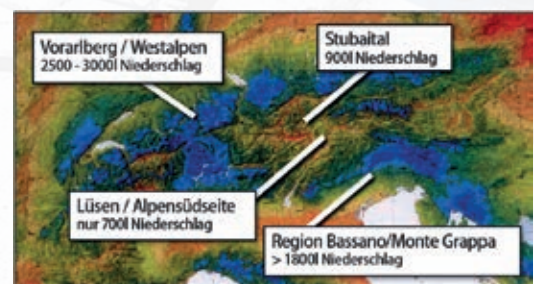 Vorarlberg / Westalpen
2500 - 3000l Niederschlag
Stubaital
900l Niederschlag
Lüsen / Alpensüdseite
nur 700l Niederschlag
Region Bassano/Monte Grappa
> 1800l Niederschlag